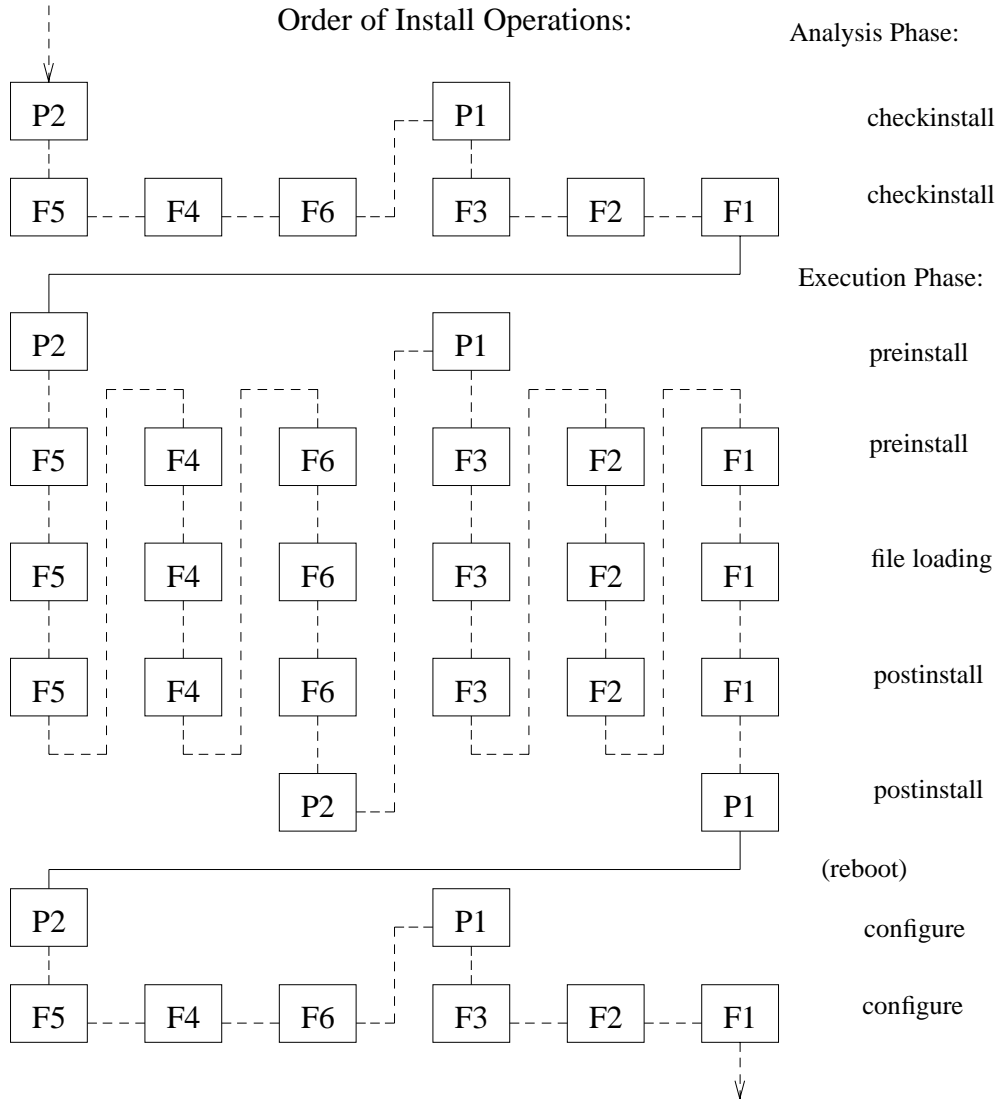 Order of Install Operations:
Analysis Phase:
P2 P1 checkinstall
F5 F4 F6 F3 F2 F1 checkinstall
Execution Phase:
P2 P1 preinstall
F5 F4 F6 F3 F2 F1 preinstall
F5 F4 F6 F3 F2 F1 file loading
F5 F4 F6 F3 F2 F1 postinstall
P2 P1 postinstall
(reboot)
P2 P1 configure
F5 F4 F6 F3 F2 F1 configure